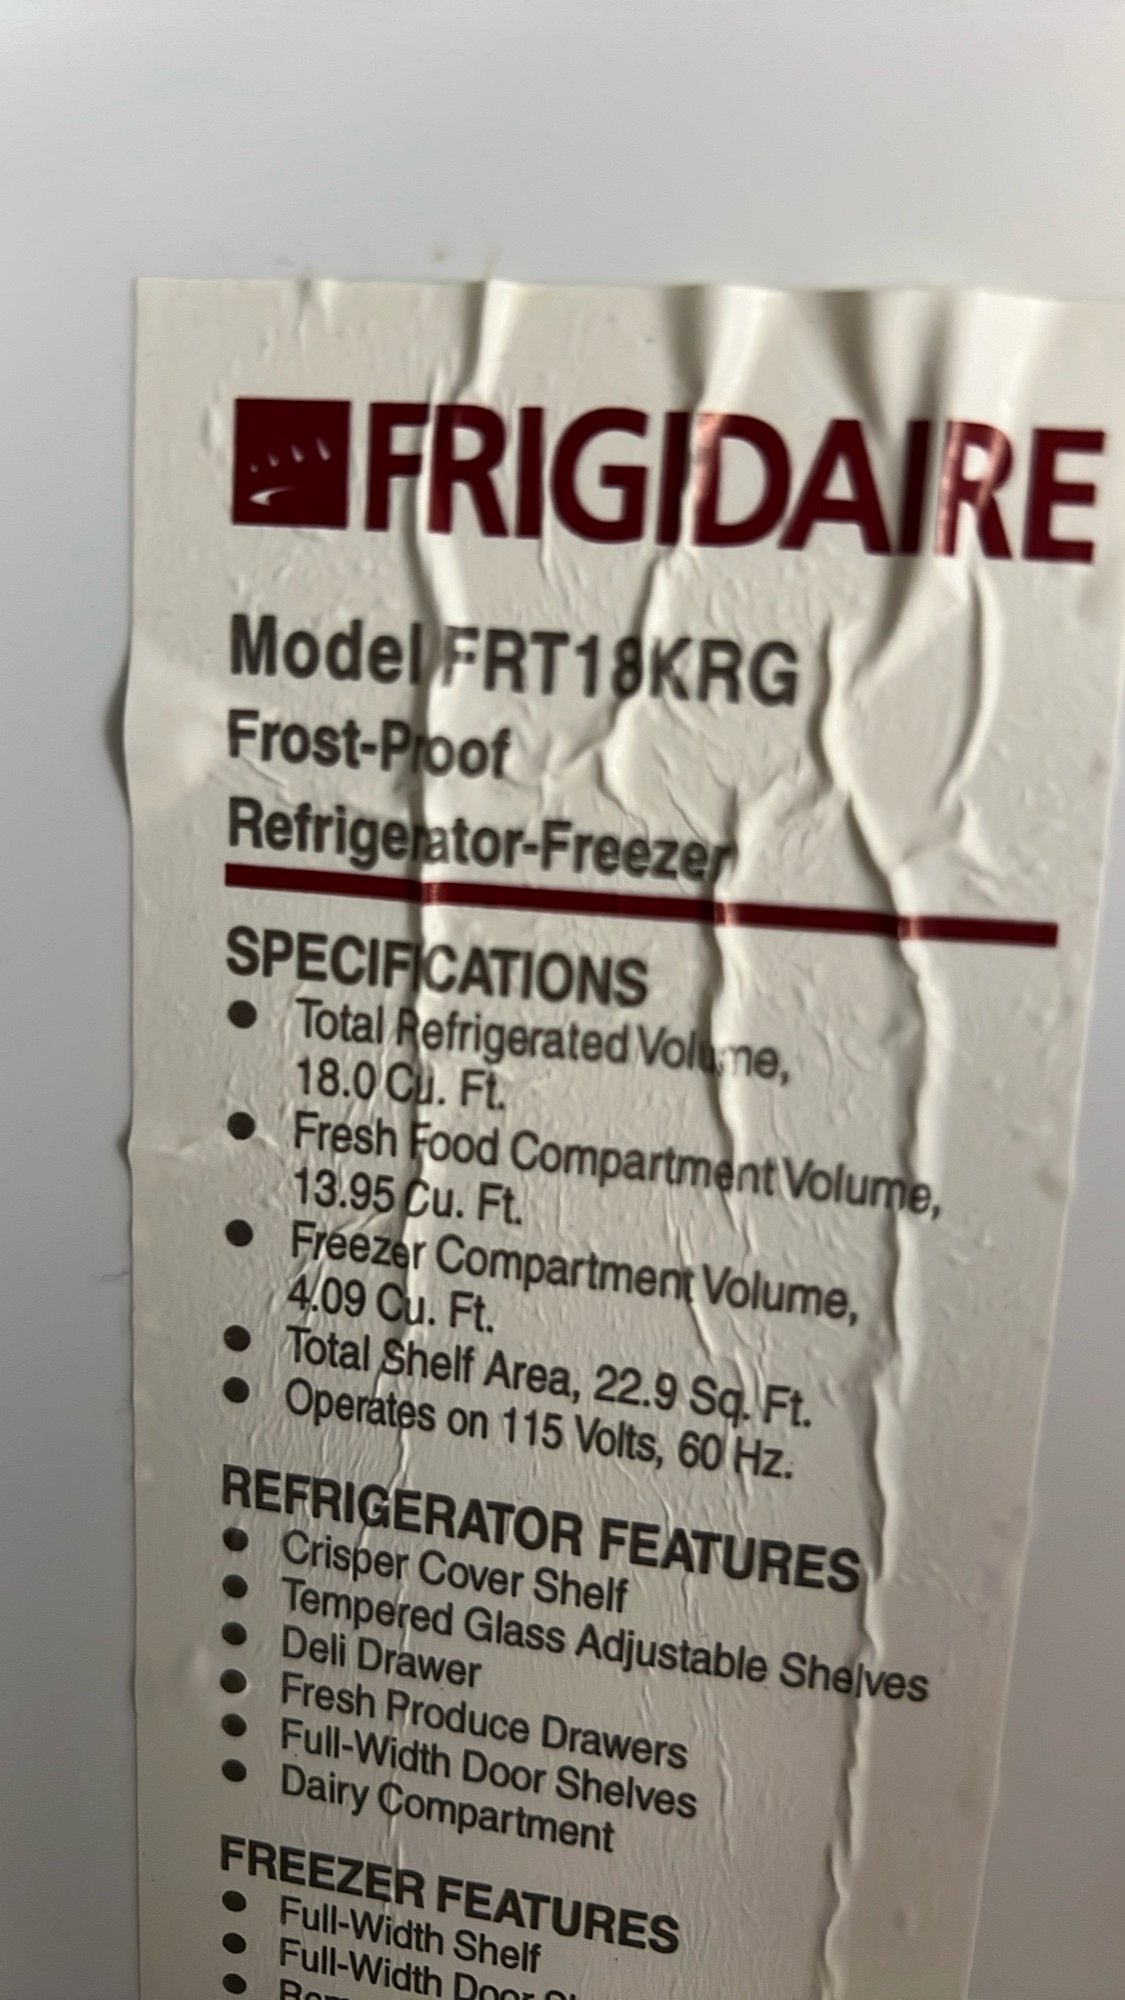 FRIGIDAIRE
Model FRT18KRG
Frost-Proof
Refrigerator-Freezer
SPECIFICATIONS
● Total Refrigerated Volume,
18.0 Cu. Ft.
● Fresh Food Compartment Volume,
13.95 Cu. Ft.
● Freezer Compartment Volume,
4.09 Cu. Ft.
● Total Shelf Area, 22.9 Sq. Ft.
● Operates on 115 Volts, 60 Hz.
REFRIGERATOR FEATURES
● Crisper Cover Shelf
● Tempered Glass Adjustable Shelves
● Deli Drawer
● Fresh Produce Drawers
● Full-Width Door Shelves
● Dairy Compartment
FREEZER FEATURES
● Full-Width Shelf
● Full-Width Door
●